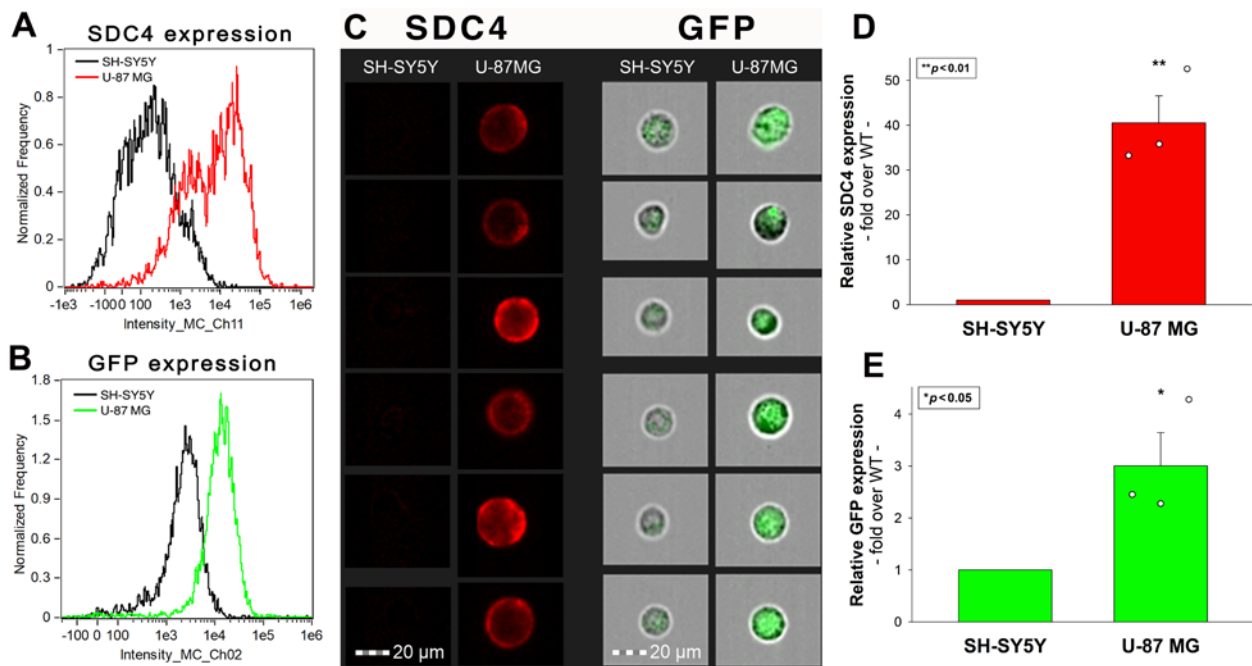 A
SDC4 expression
SH-SY5Y
U-87 MG
Normalized Frequency
1
0.8
0.6
0.4
0.2
0
-1e3 -1000 100 1e3 1e4 1e5 1e6
Intensity_MC_Ch11
B
GFP expression
SH-SY5Y
U-87 MG
Normalized Frequency
1.8
1.5
1.2
0.9
0.6
0.3
0
-100 0 100 1e3 1e4 1e5 1e6
Intensity_MC_Ch02
C
SDC4
GFP
SH-SY5Y U-87MG
SH-SY5Y U-87MG
20 µm
20 µm
D
**p<0.01
**
Relative SDC4 expression
- fold over WT -
50
40
30
20
10
0
SH-SY5Y
U-87 MG
E
*p<0.05
*
Relative GFP expression
- fold over WT -
4
3
2
1
0
SH-SY5Y
U-87 MG